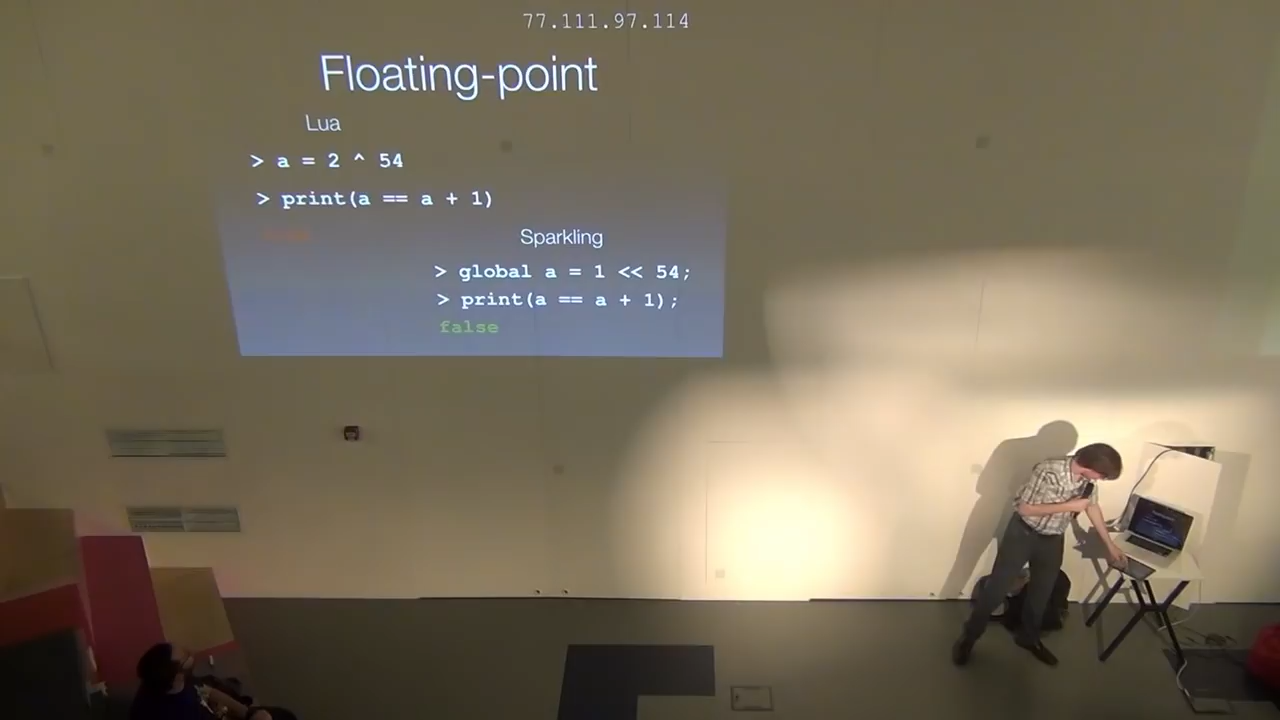 77.111.97.114
Floating-point
Lua
> a = 2 ^ 54
> print(a == a + 1)
Sparkling
> global a = 1 << 54;
> print(a == a + 1);
false